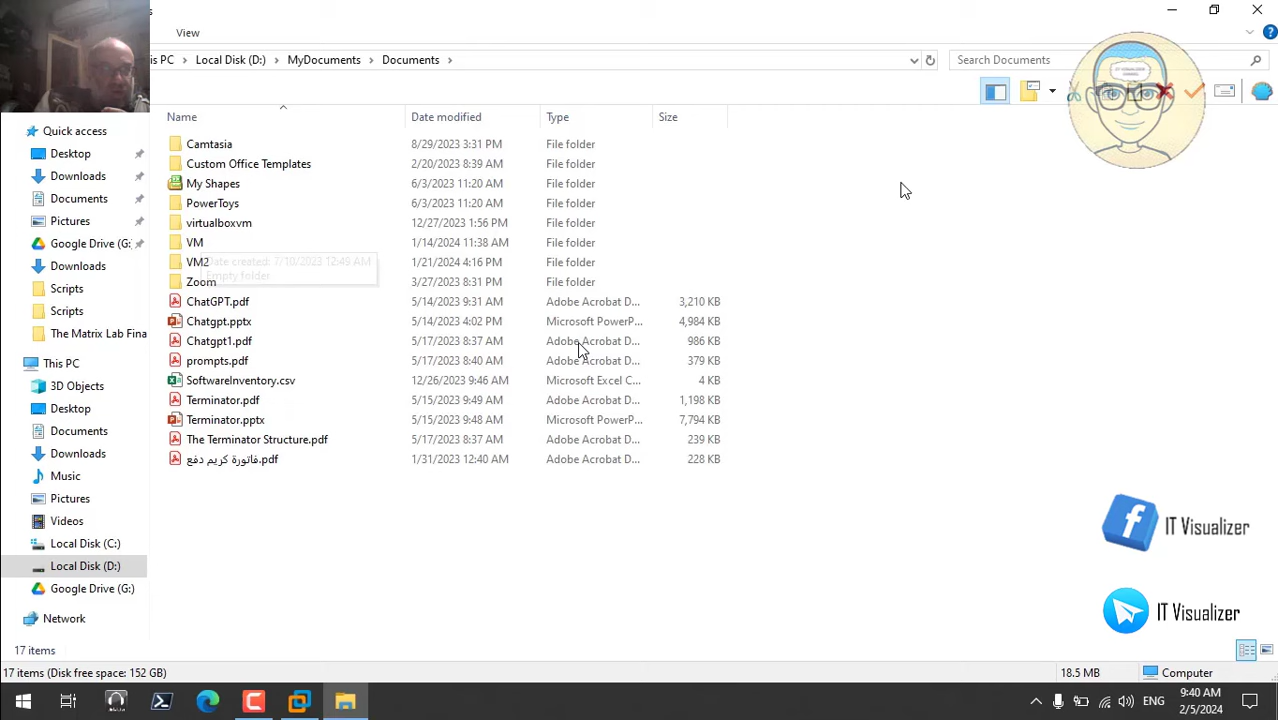 View
is PC > Local Disk (D:) > MyDocuments > Documents >
Search Documents
Name Date modified Type Size
Quick access
Desktop
Downloads
Documents
Pictures
Google Drive (G:
Downloads
Scripts
Scripts
The Matrix Lab Fina
This PC
3D Objects
Desktop
Documents
Downloads
Music
Pictures
Videos
Local Disk (C:)
Local Disk (D:)
Google Drive (G:)
Network
Camtasia 8/29/2023 3:31 PM File folder
Custom Office Templates 2/20/2023 8:39 AM File folder
My Shapes 6/3/2023 11:20 AM File folder
PowerToys 6/3/2023 11:20 AM File folder
virtualboxvm 12/27/2023 1:56 PM File folder
VM 1/14/2024 11:38 AM File folder
VM2 1/21/2024 4:16 PM File folder
Date created: 7/10/2023 12:49 AM
Empty folder
Zoom 3/27/2023 8:31 PM File folder
ChatGPT.pdf 5/14/2023 9:31 AM Adobe Acrobat D... 3,210 KB
Chatgpt.pptx 5/14/2023 4:02 PM Microsoft PowerP... 4,984 KB
Chatgpt1.pdf 5/17/2023 8:37 AM Adobe Acrobat D... 986 KB
prompts.pdf 5/17/2023 8:40 AM Adobe Acrobat D... 379 KB
SoftwareInventory.csv 12/26/2023 9:46 AM Microsoft Excel C... 4 KB
Terminator.pdf 5/15/2023 9:49 AM Adobe Acrobat D... 1,198 KB
Terminator.pptx 5/15/2023 9:48 AM Microsoft PowerP... 7,794 KB
The Terminator Structure.pdf 5/17/2023 8:37 AM Adobe Acrobat D... 239 KB
فاتورة كريم دفع.pdf 1/31/2023 12:40 AM Adobe Acrobat D... 228 KB
IT Visualizer
IT Visualizer
17 items
17 items (Disk free space: 152 GB) 18.5 MB Computer
ENG
9:40 AM
2/5/2024